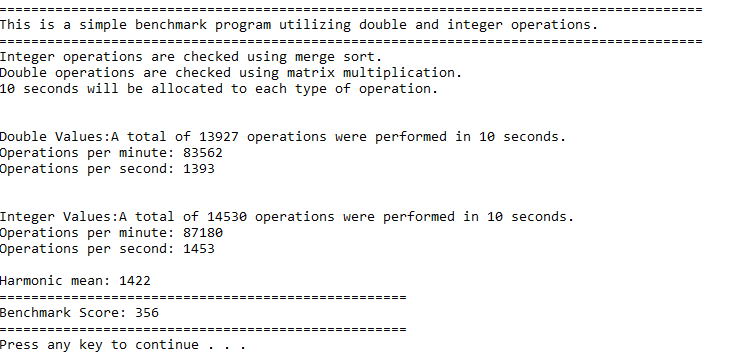 ========================================================================================
This is a simple benchmark program utilizing double and integer operations.
========================================================================================
Integer operations are checked using merge sort.
Double operations are checked using matrix multiplication.
10 seconds will be allocated to each type of operation.
Double Values:A total of 13927 operations were performed in 10 seconds.
Operations per minute: 83562
Operations per second: 1393
Integer Values:A total of 14530 operations were performed in 10 seconds.
Operations per minute: 87180
Operations per second: 1453
Harmonic mean: 1422
===================================================
Benchmark Score: 356
===================================================
Press any key to continue . . .